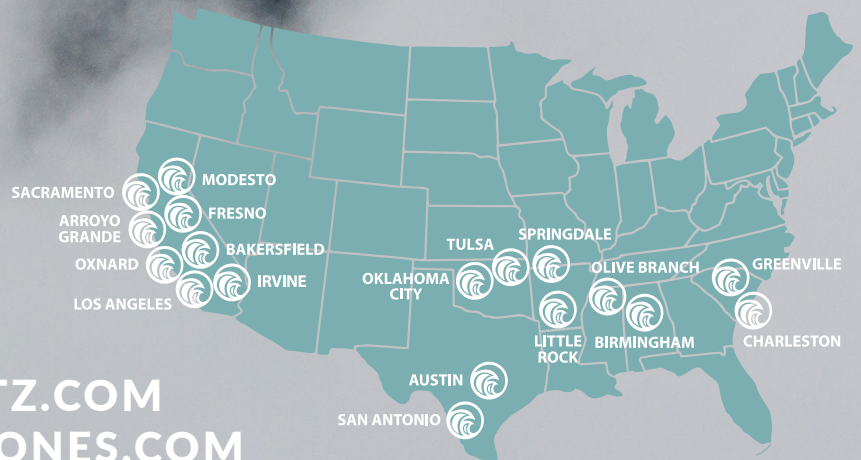 SACRAMENTO
MODESTO
ARROYO
GRANDE
FRESNO
OXNARD
BAKERSFIELD
LOS ANGELES
IRVINE
TULSA
SPRINGDALE
OKLAHOMA
CITY
OLIVE BRANCH
GREENVILLE
LITTLE
ROCK
BIRMINGHAM
CHARLESTON
AUSTIN
SAN ANTONIO
TZ.COM
ONES.COM